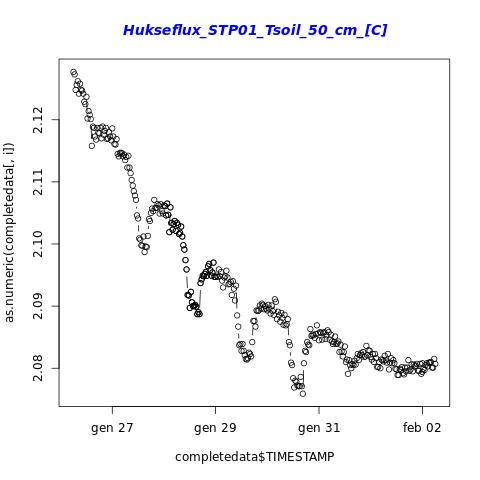 Hukseflux_STP01_Tsoil_50_cm_[C]
as.numeric(completedata[, i])
2.12
2.11
2.10
2.09
2.08
gen 27
gen 29
gen 31
feb 02
completedata$TIMESTAMP